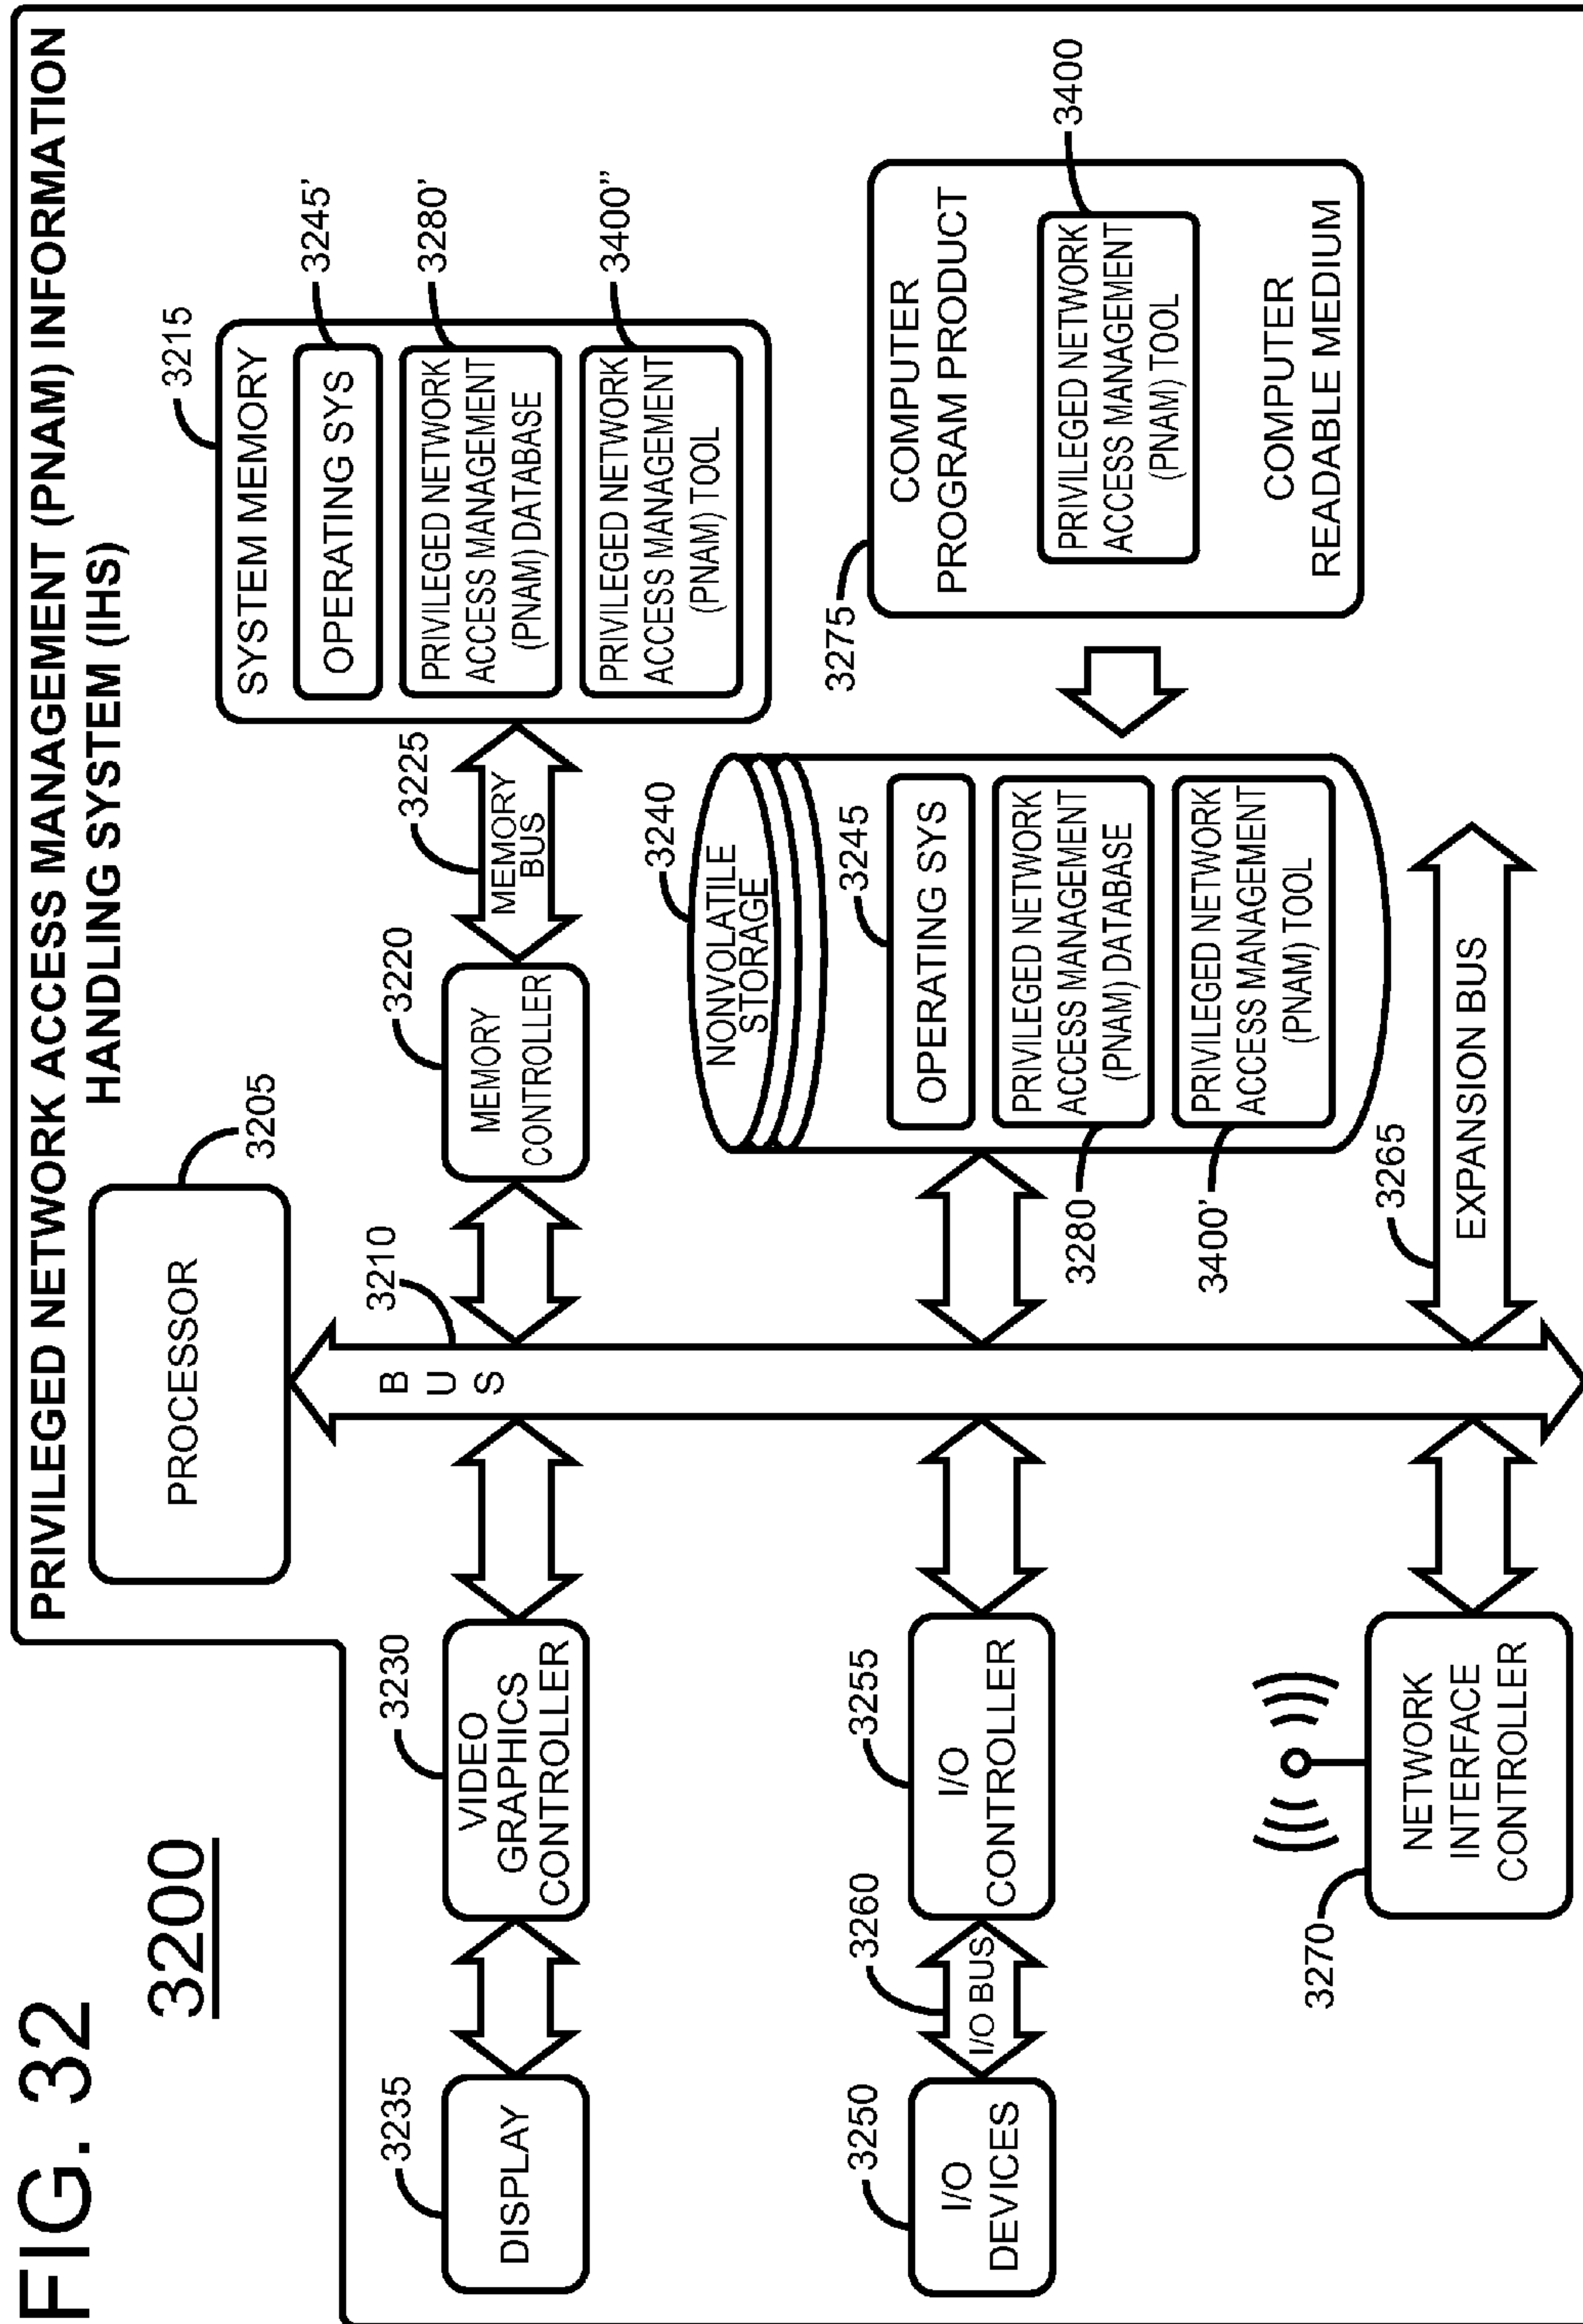 FIG. 32
3200
PRIVILEGED NETWORK ACCESS MANAGEMENT (PNAM) INFORMATION
HANDLING SYSTEM (IHS)
PROCESSOR
3205
3210
B
U
S
3215
SYSTEM MEMORY
OPERATING SYS
3245’
PRIVILEGED NETWORK
ACCESS MANAGEMENT
(PNAM) DATABASE
3280’
PRIVILEGED NETWORK
ACCESS MANAGEMENT
(PNAM) TOOL
3400”
3220
MEMORY
CONTROLLER
3225
MEMORY
BUS
3230
VIDEO
GRAPHICS
CONTROLLER
3235
DISPLAY
3240
NONVOLATILE
STORAGE
3245
OPERATING SYS
PRIVILEGED NETWORK
ACCESS MANAGEMENT
(PNAM) DATABASE
3280
PRIVILEGED NETWORK
ACCESS MANAGEMENT
(PNAM) TOOL
3400’
3275
COMPUTER
PROGRAM PRODUCT
PRIVILEGED NETWORK
ACCESS MANAGEMENT
(PNAM) TOOL
3400
COMPUTER
READABLE MEDIUM
3250
I/O
DEVICES
3260
I/O BUS
3255
I/O
CONTROLLER
3265
EXPANSION BUS
3270
NETWORK
INTERFACE
CONTROLLER